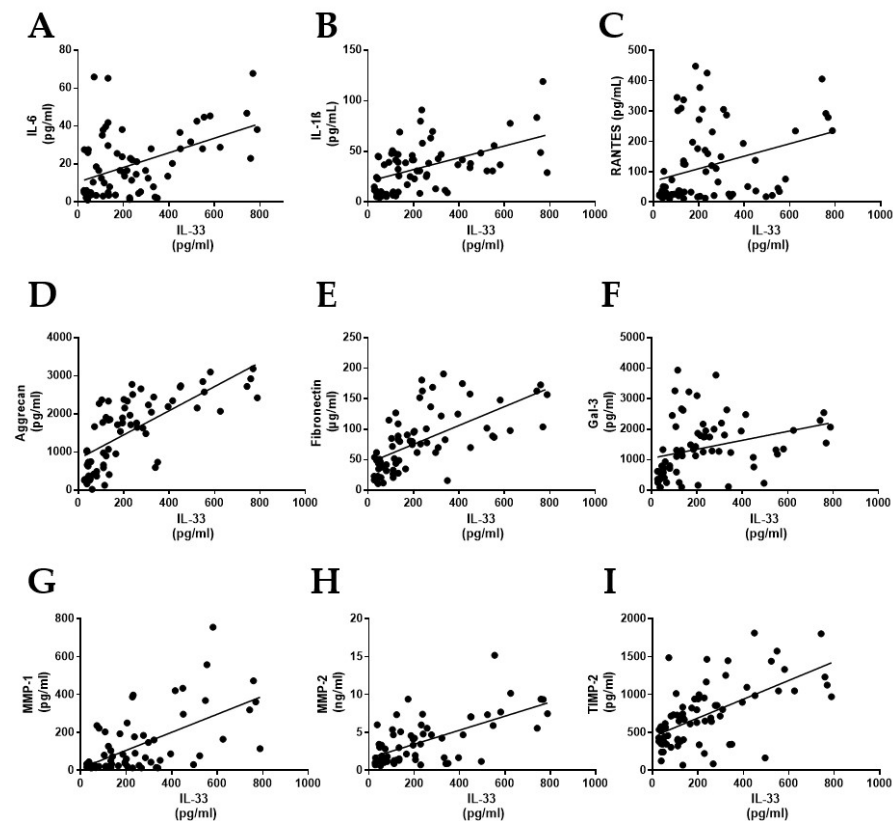 A
80
60
40
20
0
IL-6
(pg/ml)
0 200 400 600 800 1000
IL-33
(pg/ml)
B
150
100
50
0
IL-1ß
(pg/mL)
0 200 400 600 800 1000
IL-33
(pg/ml)
C
500
400
300
200
100
0
RANTES
(pg/mL)
0 200 400 600 800 1000
IL-33
(pg/ml)
D
4000
3000
2000
1000
0
Aggrecan
(pg/ml)
0 200 400 600 800 1000
IL-33
(pg/ml)
E
250
200
150
100
50
0
Fibronectin
(µg/ml)
0 200 400 600 800 1000
IL-33
(pg/ml)
F
5000
4000
3000
2000
1000
0
Gal-3
(pg/ml)
0 200 400 600 800 1000
IL-33
(pg/ml)
G
800
600
400
200
0
MMP-1
(pg/ml)
0 200 400 600 800 1000
IL-33
(pg/ml)
H
20
15
10
5
0
MMP-2
(ng/ml)
0 200 400 600 800 1000
IL-33
(pg/ml)
I
2000
1500
1000
500
0
TIMP-2
(pg/ml)
0 200 400 600 800 1000
IL-33
(pg/ml)